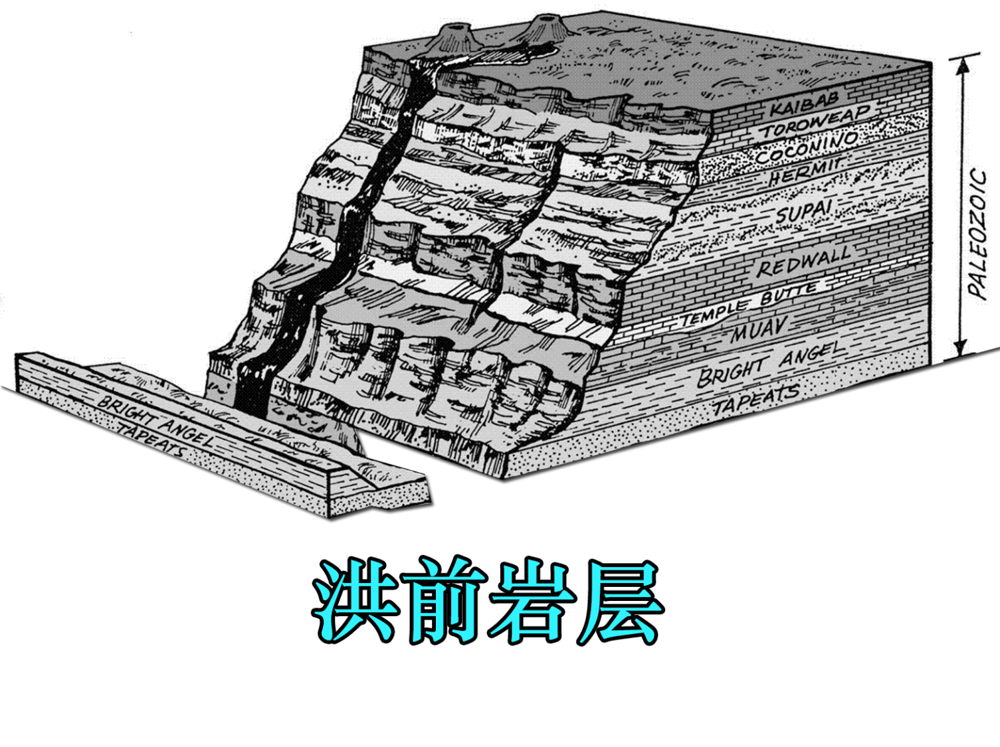 KAIBAB
TOROWEAP
COCONINO
HERMIT
SUPAI
REDWALL
TEMPLE BUTTE
MUAV
BRIGHT ANGEL
TAPEATS
PALEOZOIC
BRIGHT ANGEL
TAPEATS
洪前岩层